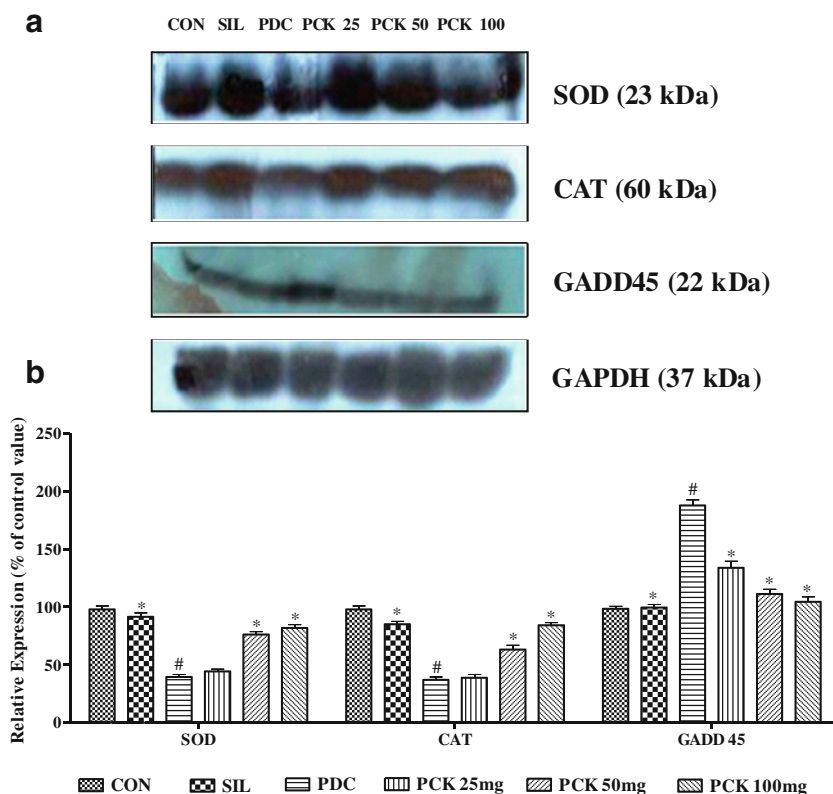 a
CON SIL PDC PCK 25 PCK 50 PCK 100
SOD (23 kDa)
CAT (60 kDa)
GADD45 (22 kDa)
GAPDH (37 kDa)
b
Relative Expression (% of control value)
250
200
150
100
50
0
* # * *
* # * *
* # * * *
SOD CAT GADD 45
CON SIL PDC PCK 25mg PCK 50mg PCK 100mg